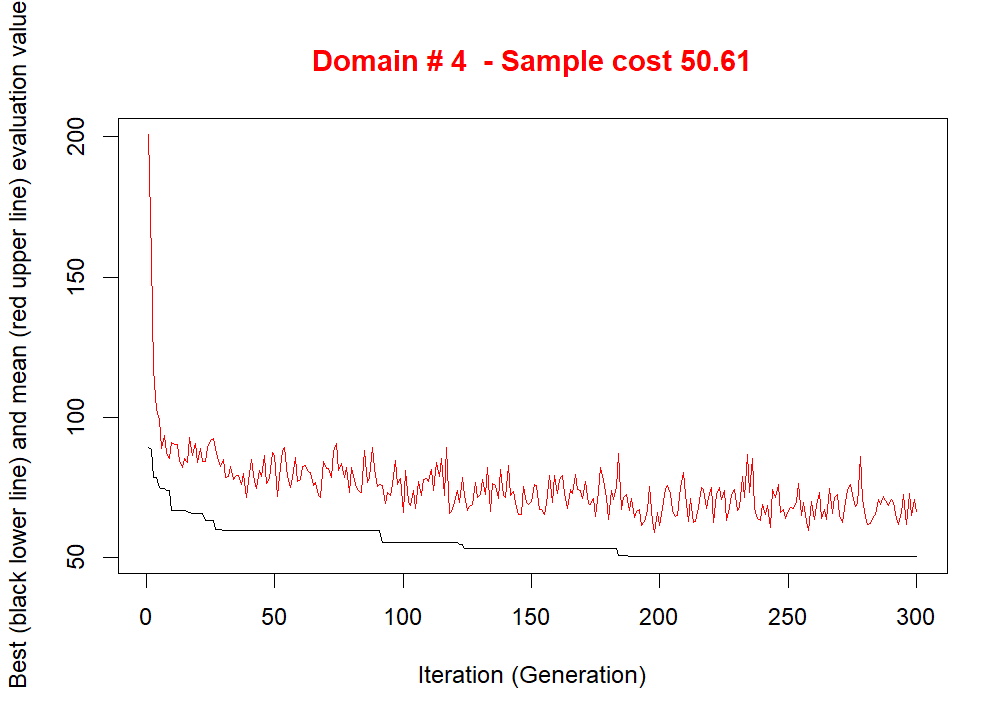 Domain # 4  - Sample cost 50.61
Best (black lower line) and mean (red upper line) evaluation value
200
150
100
50
0 50 100 150 200 250 300
Iteration (Generation)